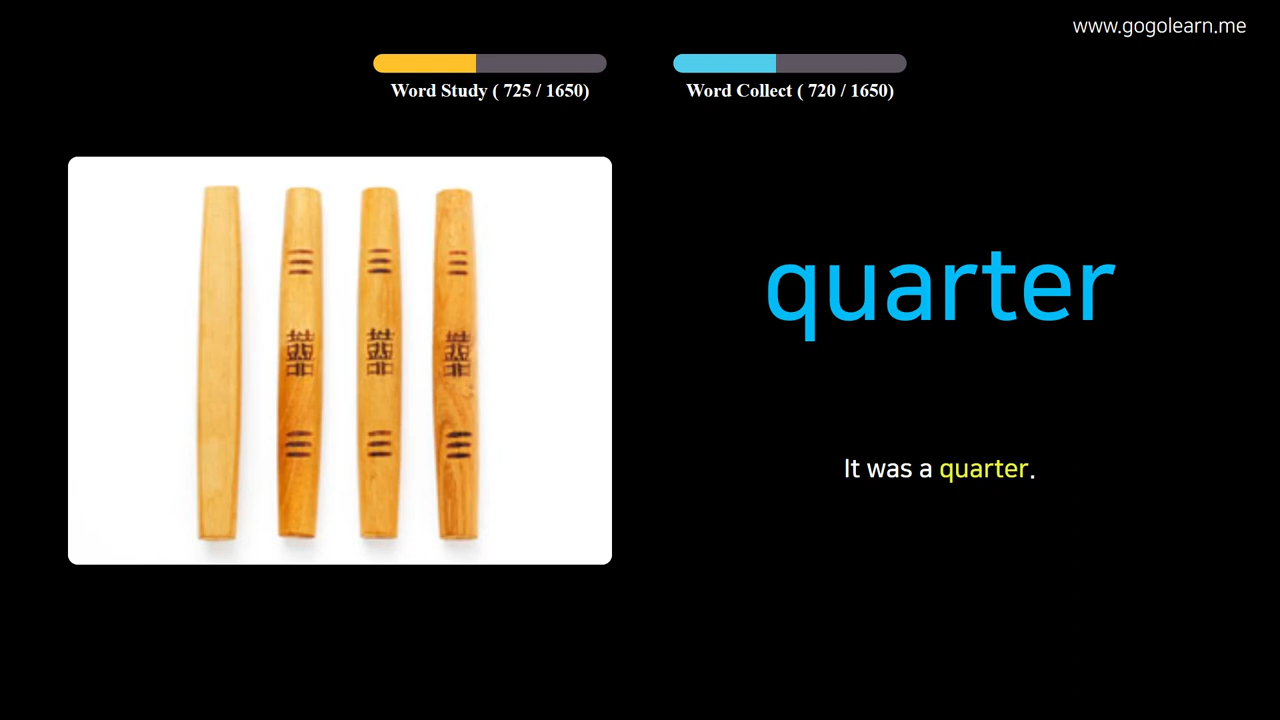 www.gogolearn.me
Word Study ( 725 / 1650)
Word Collect ( 720 / 1650)
quarter
It was a quarter.